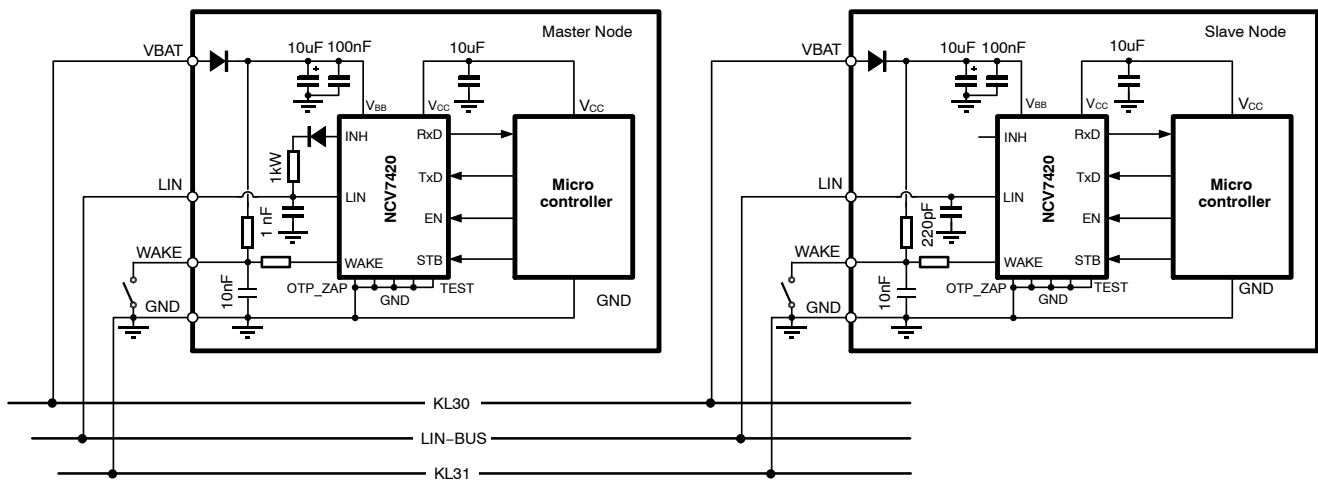 Master Node
VBAT
10uF 100nF
10uF
VBB
VCC
VCC
INH
RxD
1kW
NCV7420
TxD
Micro
controller
LIN
LIN
1 nF
EN
WAKE
WAKE
STB
10nF
OTP_ZAP
GND
TEST
GND
GND
Slave Node
VBAT
10uF 100nF
10uF
VBB
VCC
VCC
INH
RxD
NCV7420
TxD
Micro
controller
LIN
LIN
220pF
EN
WAKE
WAKE
STB
10nF
OTP_ZAP
GND
TEST
GND
GND
KL30
LIN–BUS
KL31